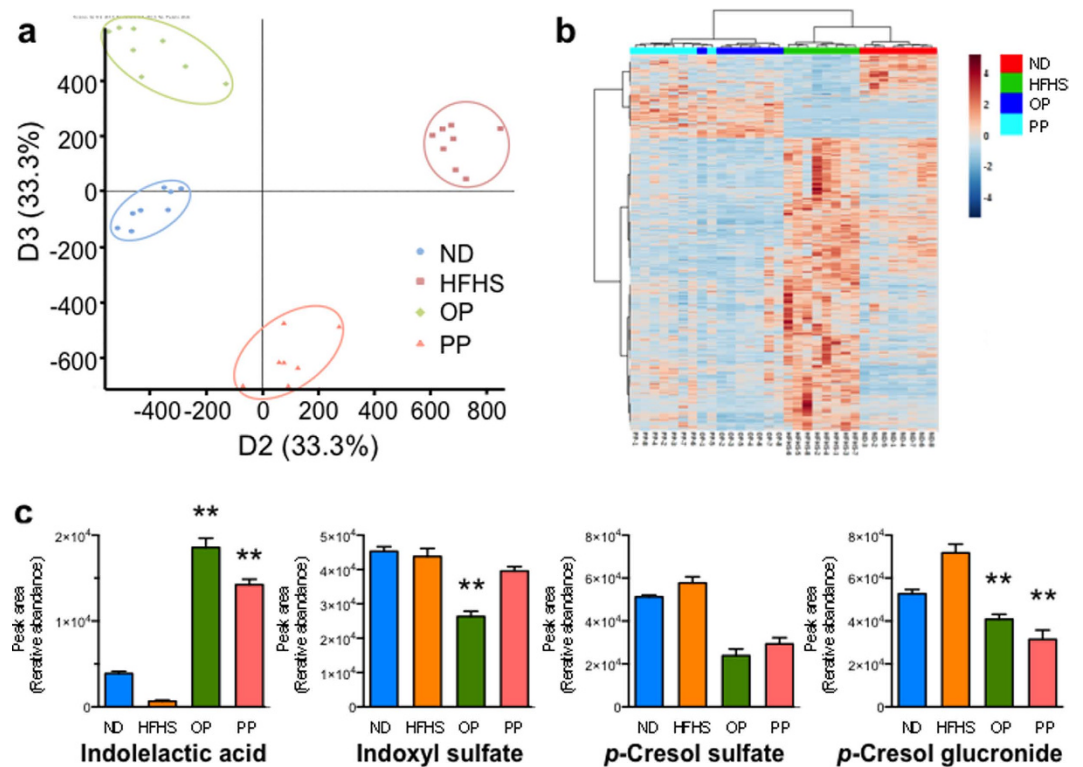 a
400
200
0
-200
-400
-600
D3 (33.3%)
-400 -200 0 200 400 600 800
D2 (33.3%)
ND
HFHS
OP
PP
b
4
2
0
-2
-4
ND
HFHS
OP
PP
c
Peak area
(Rerative abundance)
2×10⁴
1×10⁴
0
** **
ND HFHS OP PP
Indolelactic acid
Peak area
(Rerative abundance)
5×10⁴
4×10⁴
3×10⁴
2×10⁴
1×10⁴
0
**
ND HFHS OP PP
Indoxyl sulfate
Peak area
(Rerative abundance)
8×10⁴
6×10⁴
4×10⁴
2×10⁴
0
ND HFHS OP PP
p-Cresol sulfate
Peak area
(Rerative abundance)
8×10⁴
6×10⁴
4×10⁴
2×10⁴
0
** **
ND HFHS OP PP
p-Cresol glucronide